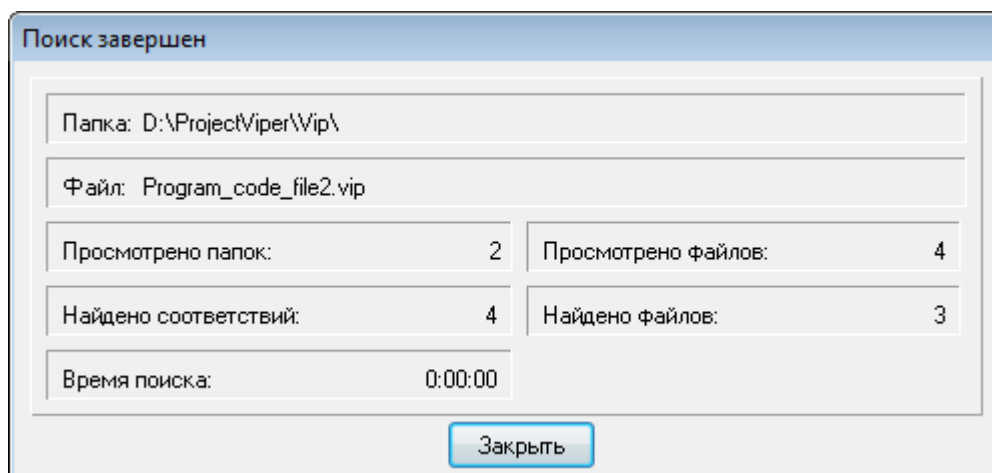 Поиск завершен
Папка: D:\ProjectViper\Vip\
Файл: Program_code_file2.vip
Просмотрено папок: 2 Просмотрено файлов: 4
Найдено соответствий: 4 Найдено файлов: 3
Время поиска: 0:00:00
Закрыть